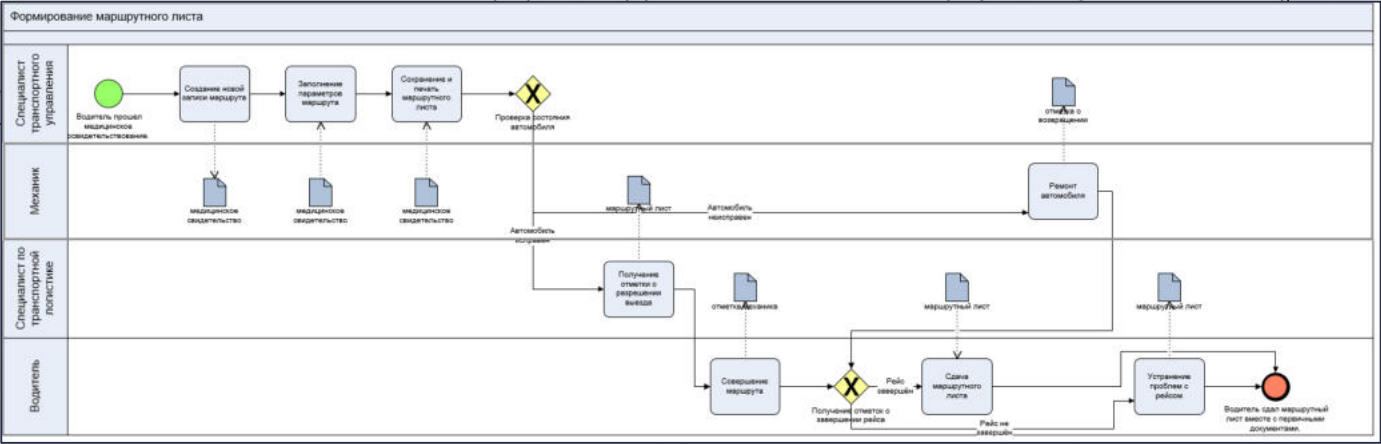 Формирование маршрутного листа
Специалист
транспортного
управления
Водитель прошел
медицинское
освидетельствование.
Создание новой
записи маршрута
Заполнение
параметров
маршрута
Сохранение и
печать
маршрутного
листа
Проверка состояния
автомобиля
отметка о
возвращении
Механик
медицинское
свидетельство
медицинское
свидетельство
медицинское
свидетельство
маршрутный лист
Автомобиль
неисправен
Ремонт
автомобиля
Автомобиль
исправен
Специалист по
транспортной
логистике
Получение
отметки о
разрешении
выезда
отметка механика
маршрутный лист
маршрутный лист
Водитель
Совершение
маршрута
Получение отметок о
завершении рейса
Рейс
завершён
Сдача
маршрутного
листа
Рейс не
завершён
Устранение
проблем с
рейсом
Водитель сдал маршрутный
лист вместе с первичными
документами.